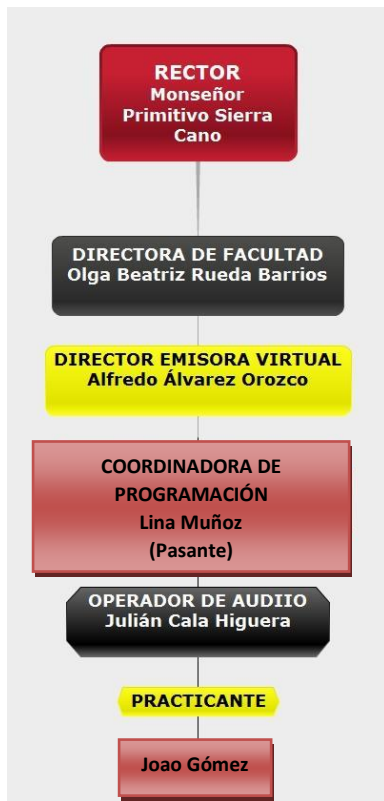 RECTOR
Monseñor
Primitivo Sierra
Cano
DIRECTORA DE FACULTAD
Olga Beatriz Rueda Barrios
DIRECTOR EMISORA VIRTUAL
Alfredo Álvarez Orozco
COORDINADORA DE
PROGRAMACIÓN
Lina Muñoz
(Pasante)
OPERADOR DE AUDIIO
Julián Cala Higuera
PRACTICANTE
Joao Gómez